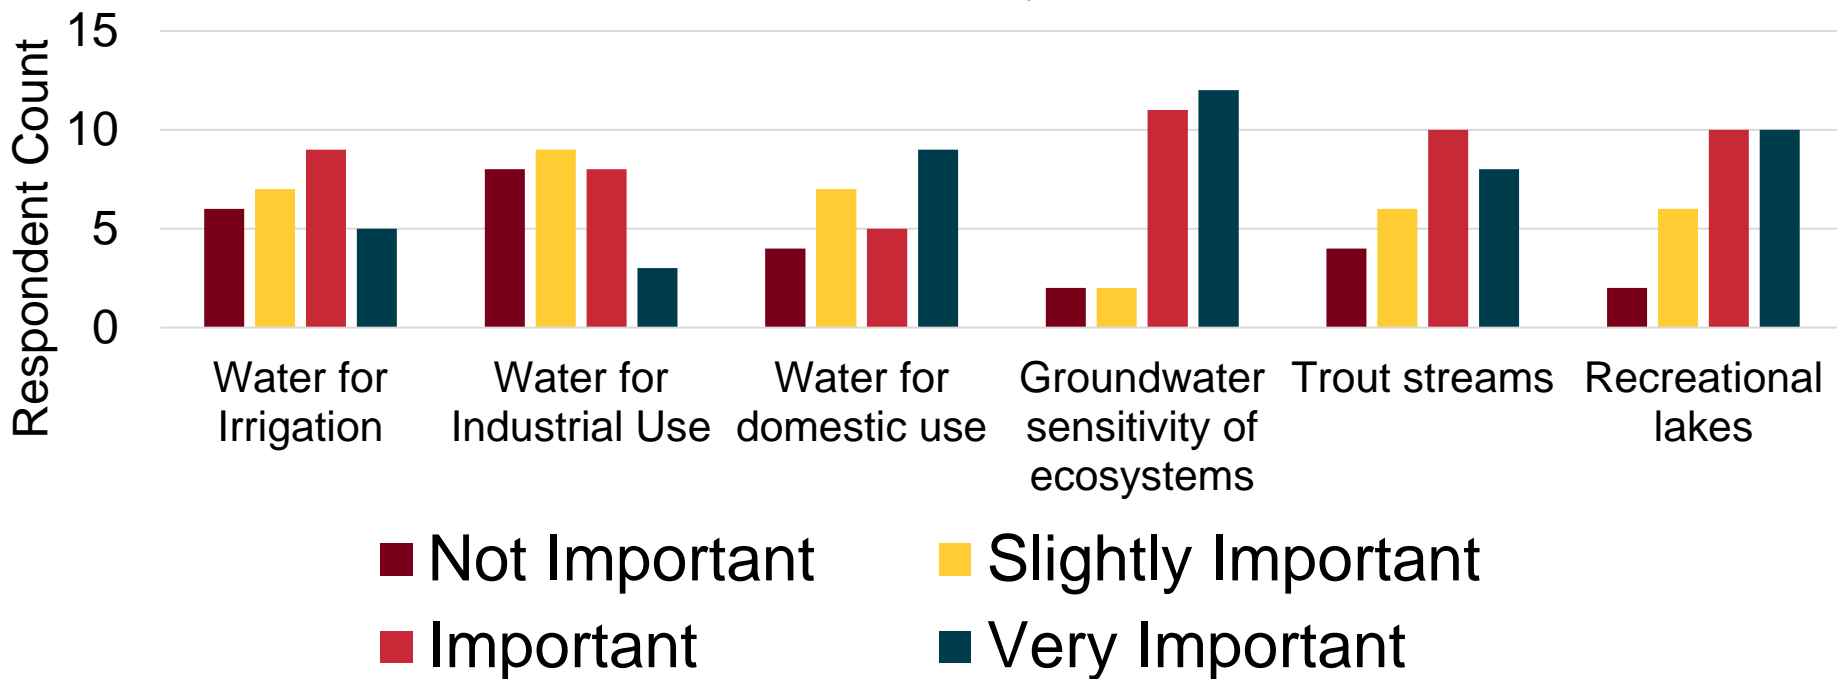 Respondent Count
15
10
5
0
Water for
Irrigation
Water for
Industrial Use
Water for
domestic use
Groundwater
sensitivity of
ecosystems
Trout streams
Recreational
lakes
Not Important
Slightly Important
Important
Very Important